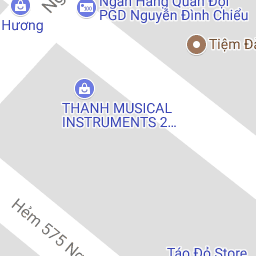 Ngân Hàng Quân Đội
PGD Nguyễn Đình Chiểu
Hương
Tiệm Đá
THANH MUSICAL
INSTRUMENTS 2...
Hẻm 575 Ng
Táo Đỏ Store